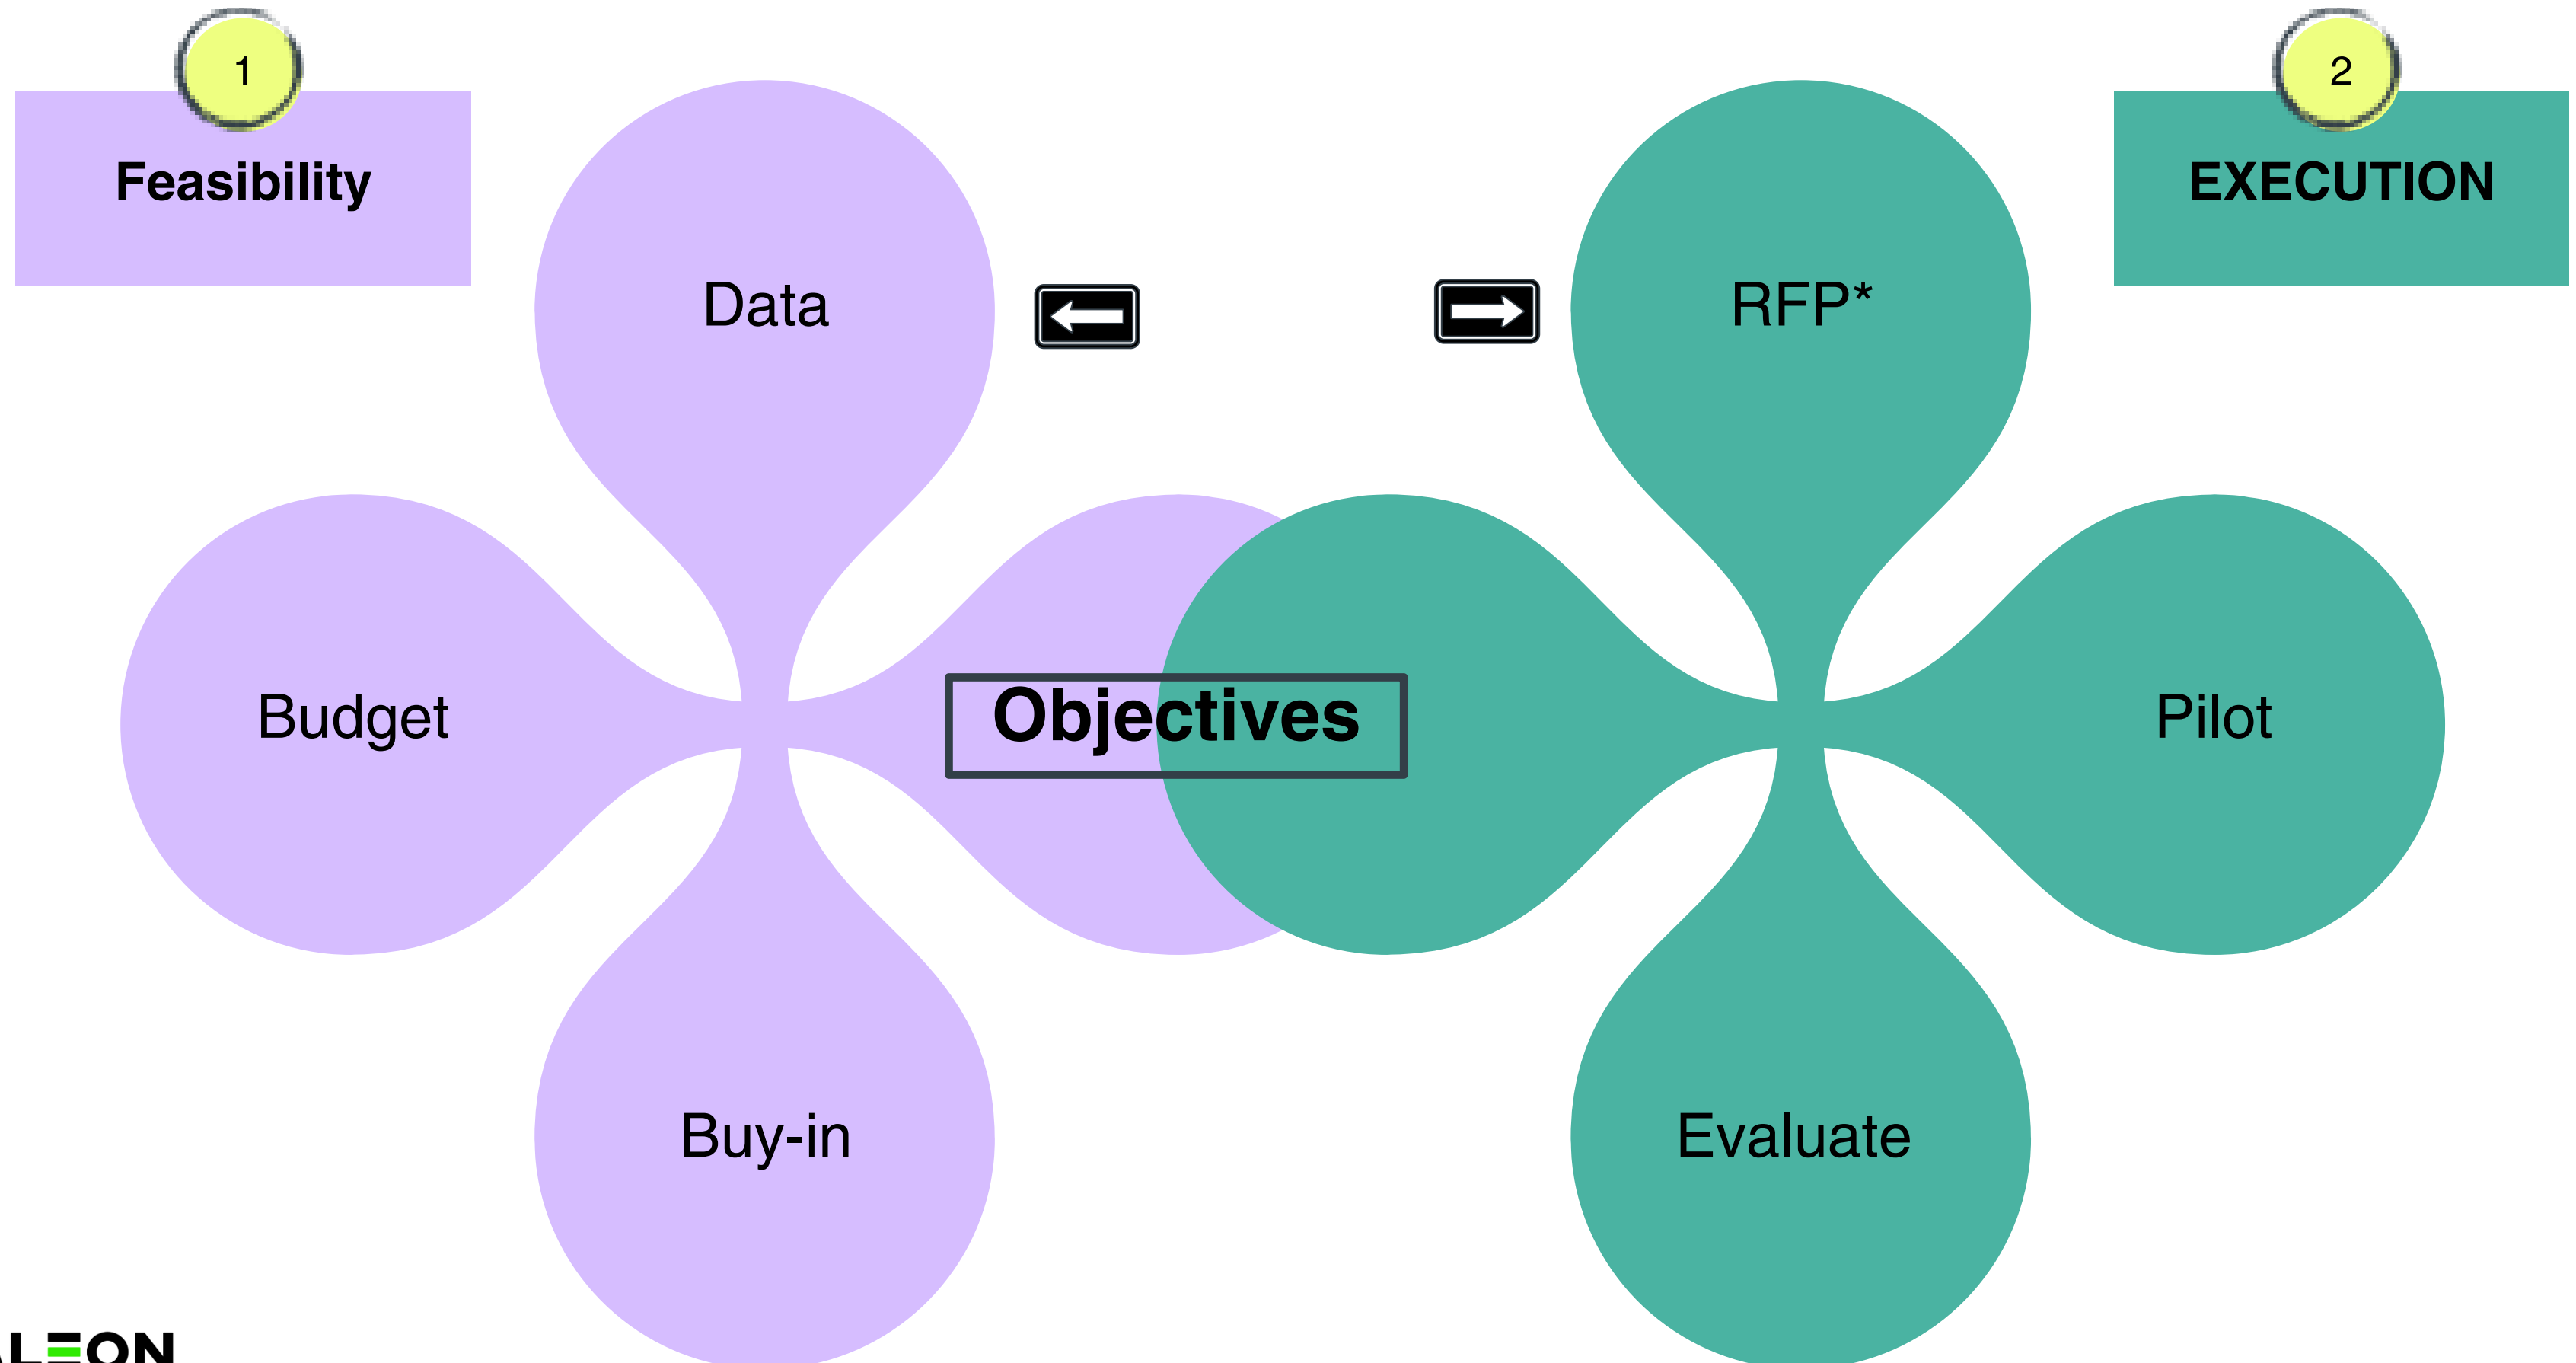 1
Feasibility
2
EXECUTION
Data
RFP*
Budget
Objectives
Pilot
Buy-in
Evaluate